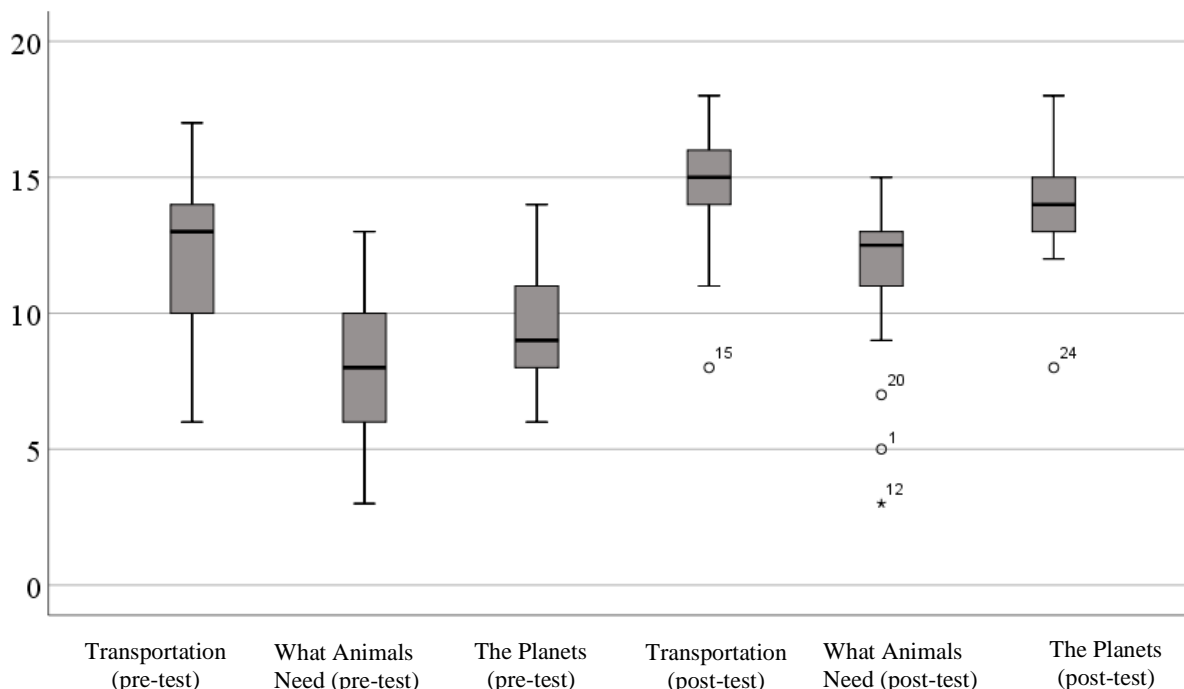 20
15
10
5
0
15
20
1
12
24
Transportation
(pre-test)
What Animals
Need (pre-test)
The Planets
(pre-test)
Transportation
(post-test)
What Animals
Need (post-test)
The Planets
(post-test)